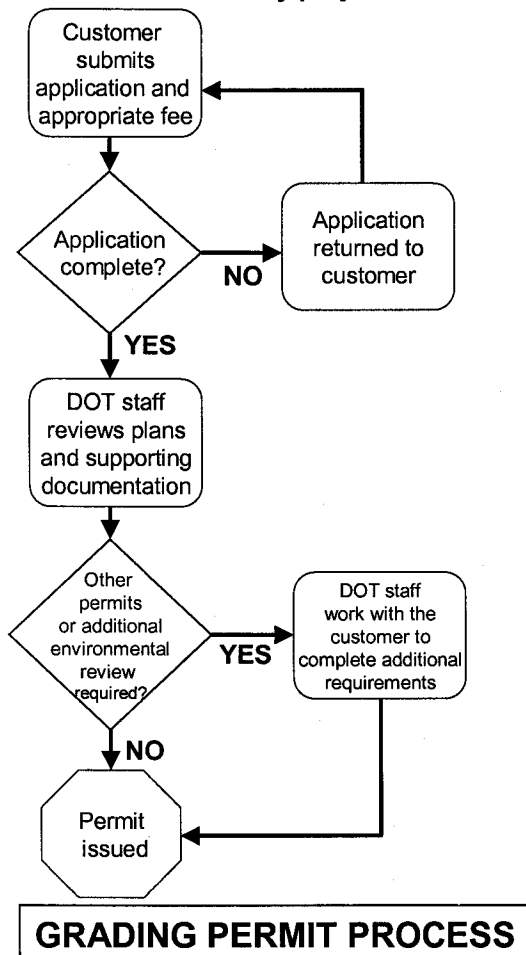 Customer
submits
application and
appropriate fee
Application
complete?
NO
Application
returned to
customer
YES
DOT staff
reviews plans
and supporting
documentation
Other
permits
or additional
environmental
review
required?
YES
DOT staff
work with the
customer to
complete additional
requirements
NO
Permit
issued
GRADING PERMIT PROCESS